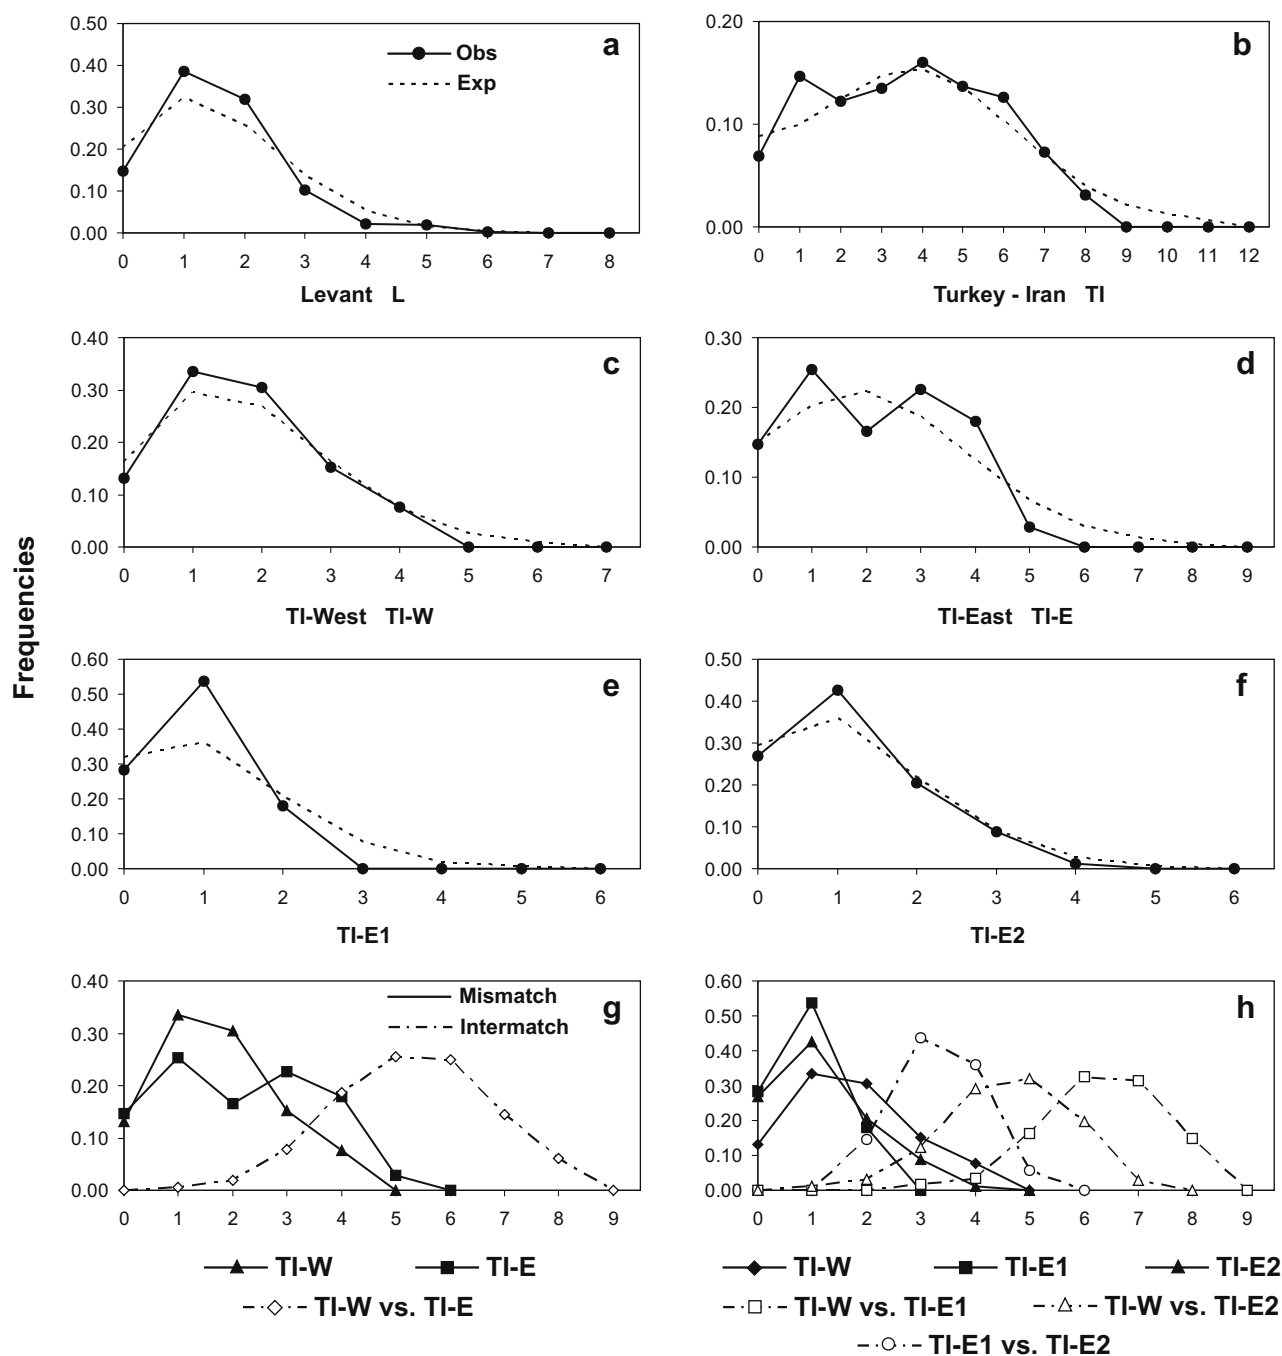 Frequencies
0.50
0.40
0.30
0.20
0.10
0.00
a
Obs
Exp
0 1 2 3 4 5 6 7 8
Levant L
0.20
0.10
0.00
b
0 1 2 3 4 5 6 7 8 9 10 11 12
Turkey - Iran TI
0.40
0.30
0.20
0.10
0.00
c
0 1 2 3 4 5 6 7
TI-West TI-W
0.30
0.20
0.10
0.00
d
0 1 2 3 4 5 6 7 8 9
TI-East TI-E
0.60
0.50
0.40
0.30
0.20
0.10
0.00
e
0 1 2 3 4 5 6
TI-E1
0.50
0.40
0.30
0.20
0.10
0.00
f
0 1 2 3 4 5 6
TI-E2
0.40
0.30
0.20
0.10
0.00
g
Mismatch
Intermatch
0 1 2 3 4 5 6 7 8 9
TI-W TI-E
TI-W vs. TI-E
0.60
0.50
0.40
0.30
0.20
0.10
0.00
h
0 1 2 3 4 5 6 7 8 9
TI-W TI-E1 TI-E2
TI-W vs. TI-E1 TI-W vs. TI-E2
TI-E1 vs. TI-E2